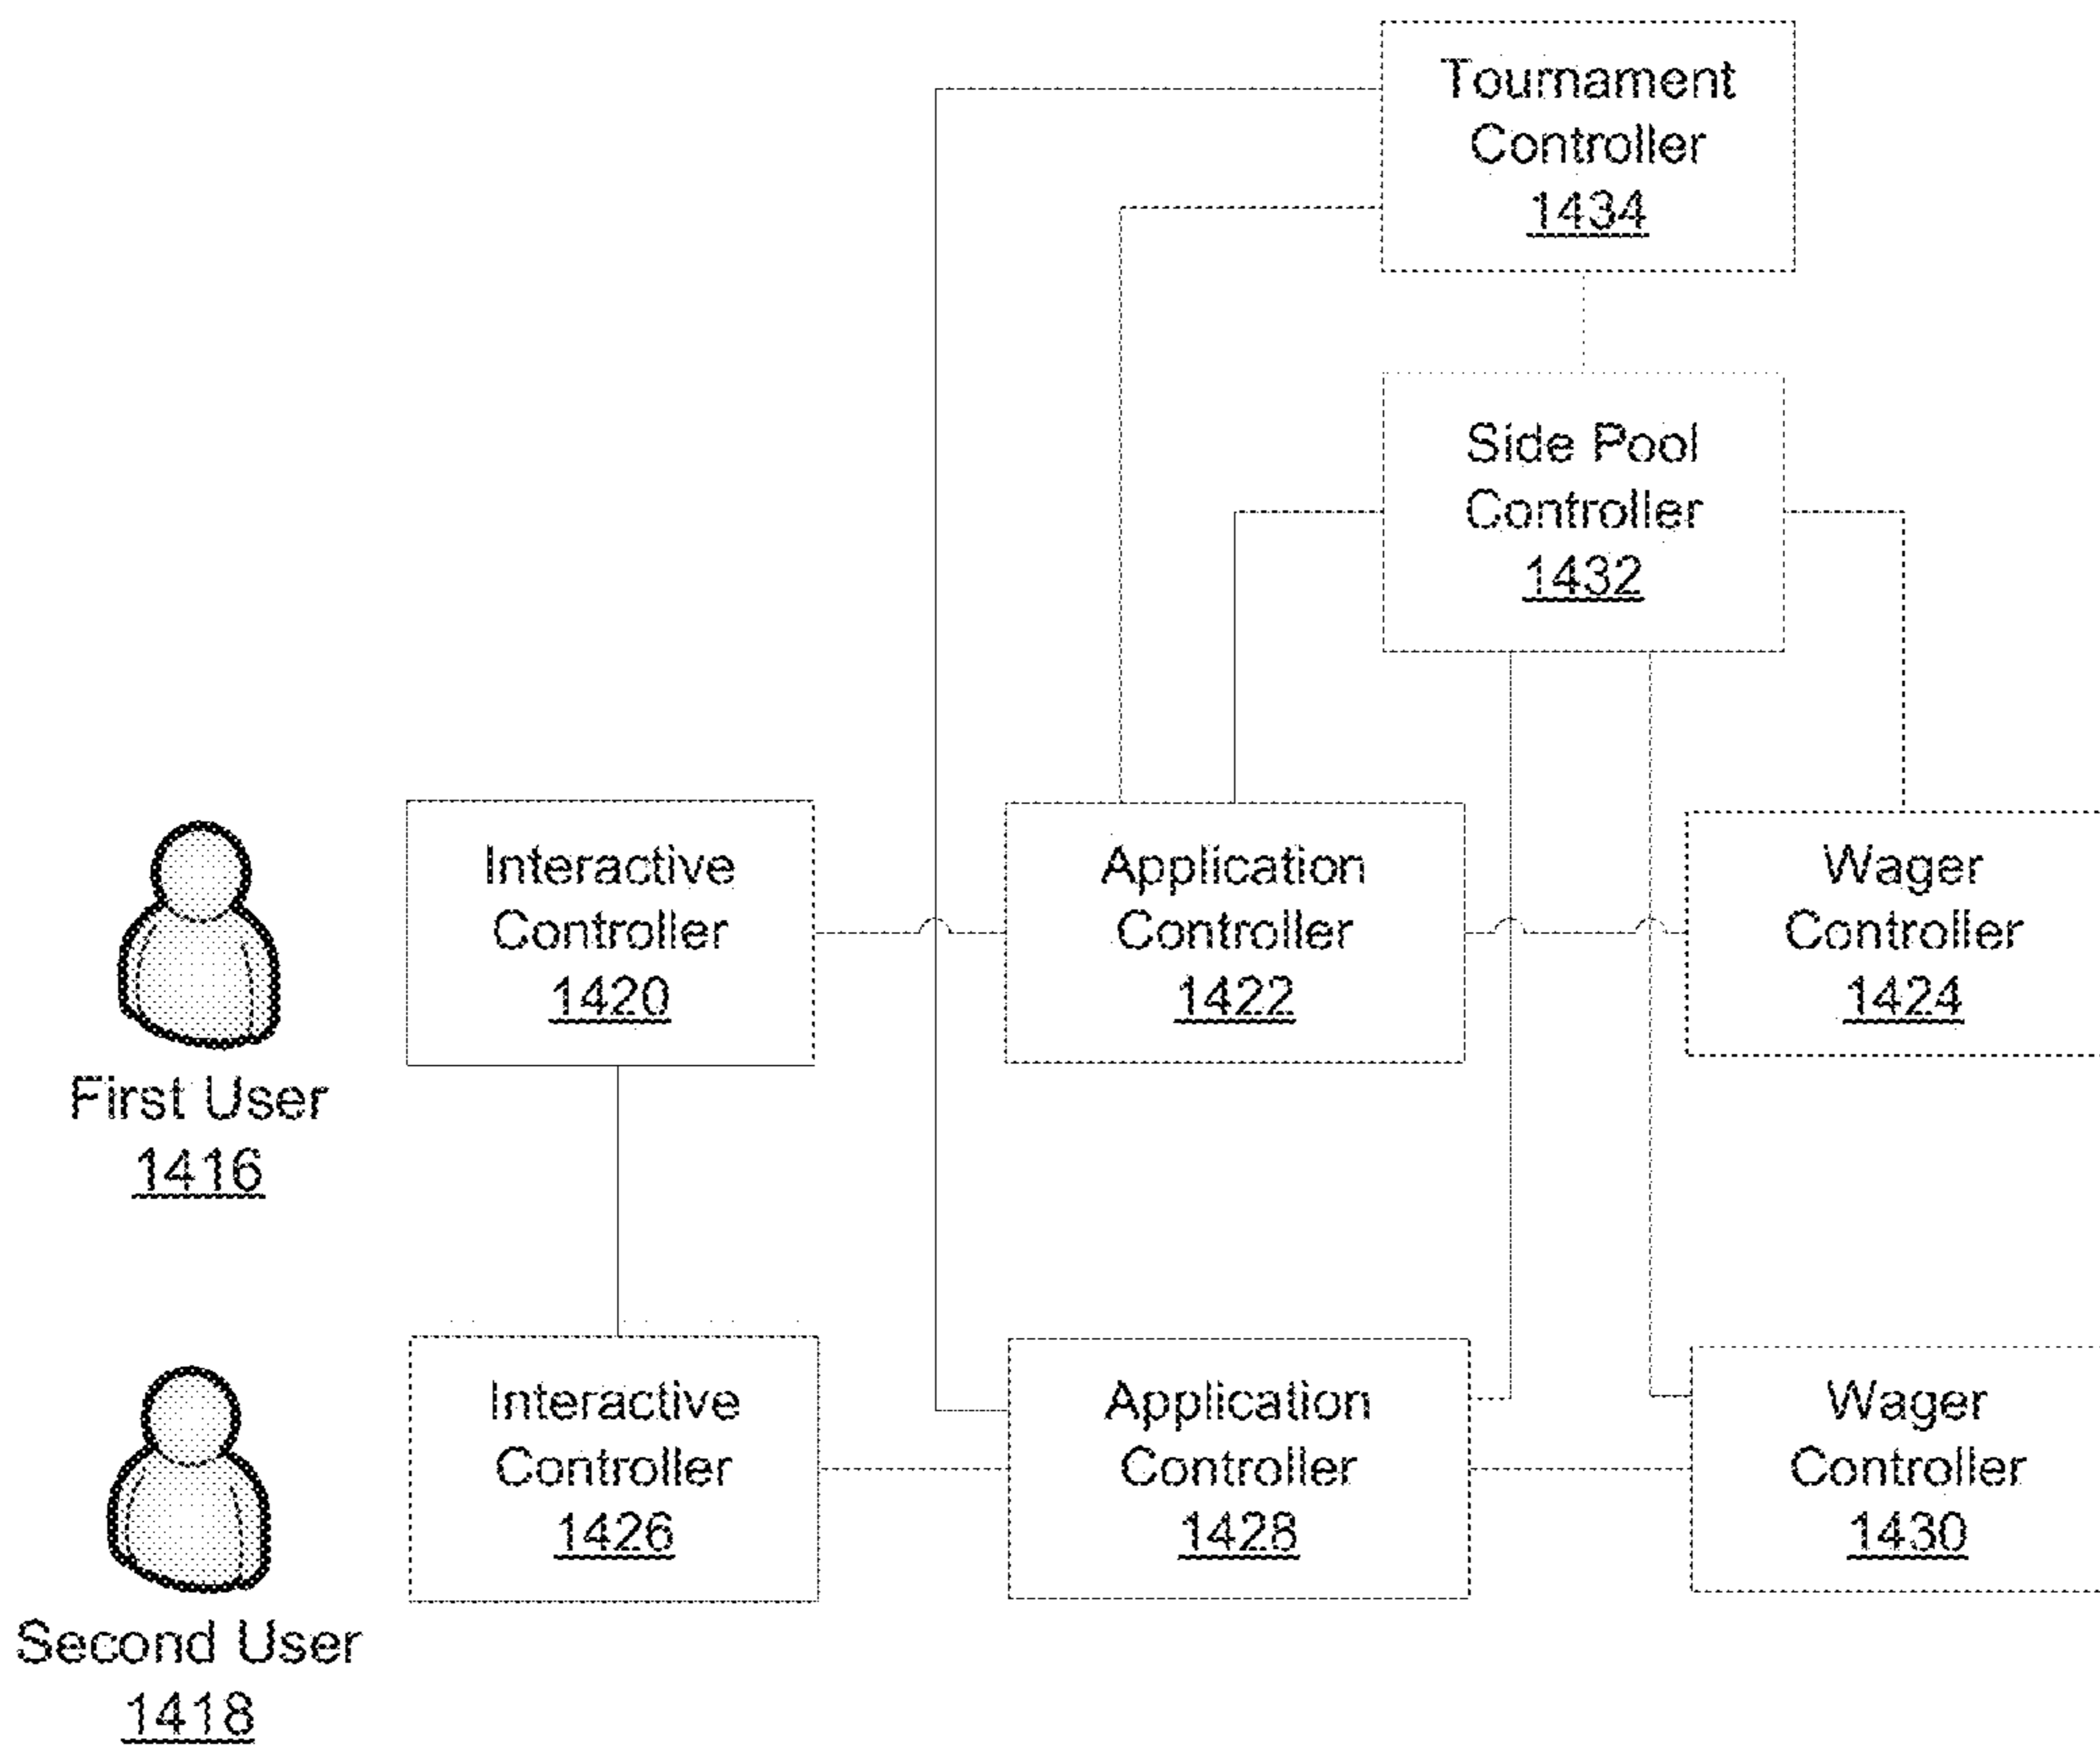 Tournament
Controller
1434
Side Pool
Controller
1432
Interactive
Controller
1420
Application
Controller
1422
Wager
Controller
1424
First User
1416
Interactive
Controller
1426
Application
Controller
1428
Wager
Controller
1430
Second User
1418